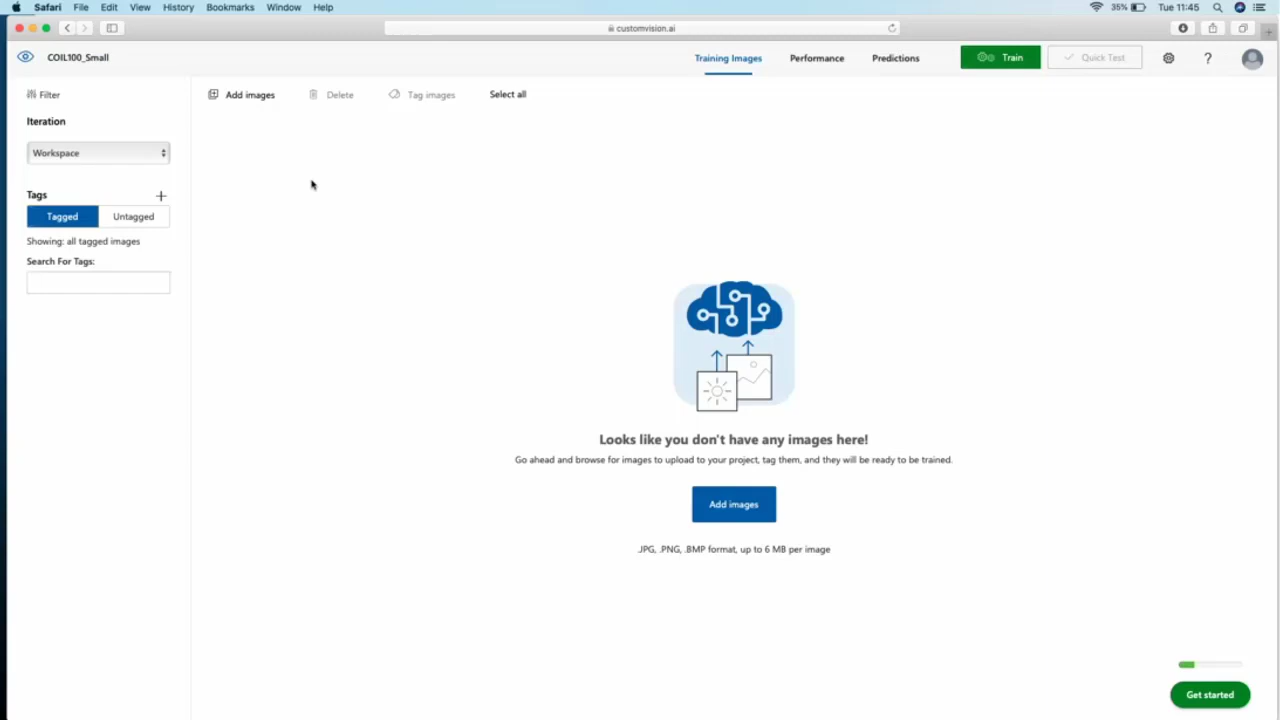 Safari File Edit View History Bookmarks Window Help 35% Tue 11:45
customvision.ai
COIL100_Small Training Images Performance Predictions Train Quick Test ?
Filter Add images Delete Tag images Select all
Iteration
Workspace
Tags +
Tagged Untagged
Showing: all tagged images
Search For Tags:
Looks like you don't have any images here!
Go ahead and browse for images to upload to your project, tag them, and they will be ready to be trained.
Add images
.JPG, .PNG, .BMP format, up to 6 MB per image
Get started